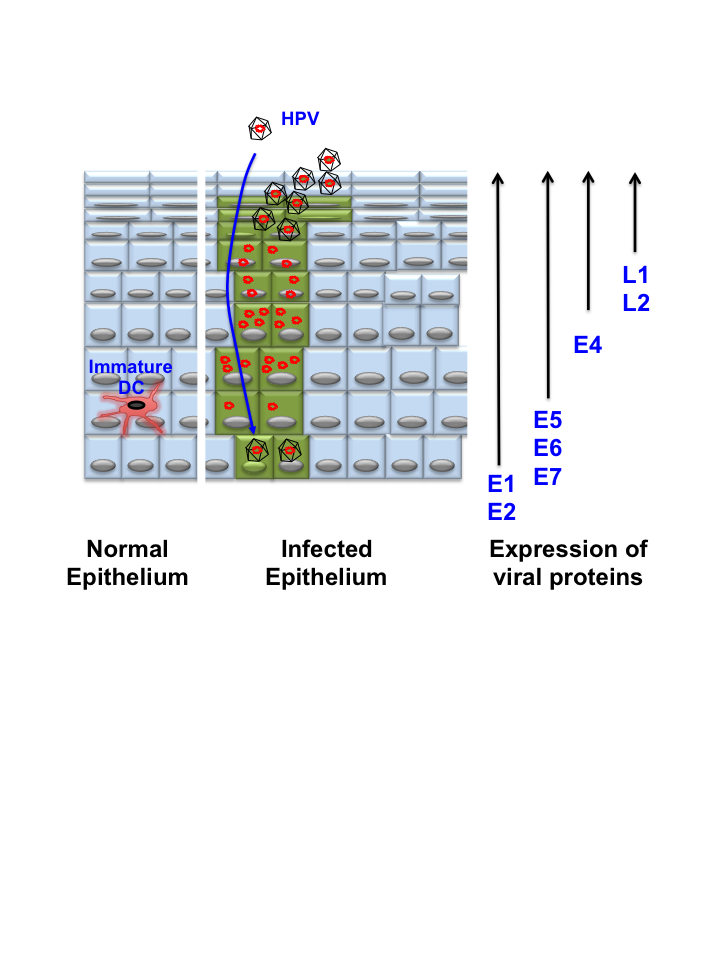 HPV
Immature
DC
L1
L2
E4
E5
E6
E7
E1
E2
Normal
Epithelium
Infected
Epithelium
Expression of
viral proteins